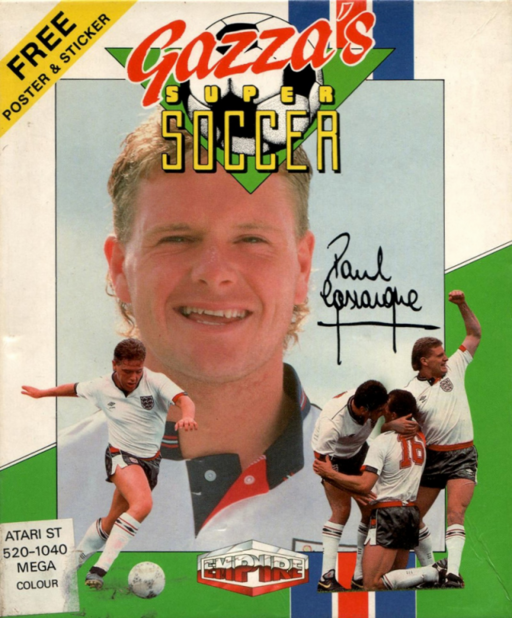 FREE
POSTER & STICKER
Gazza's
SUPER
SOCCER
Paul
Gascoigne
16
ATARI ST
520-1040
MEGA
COLOUR
EMPIRE